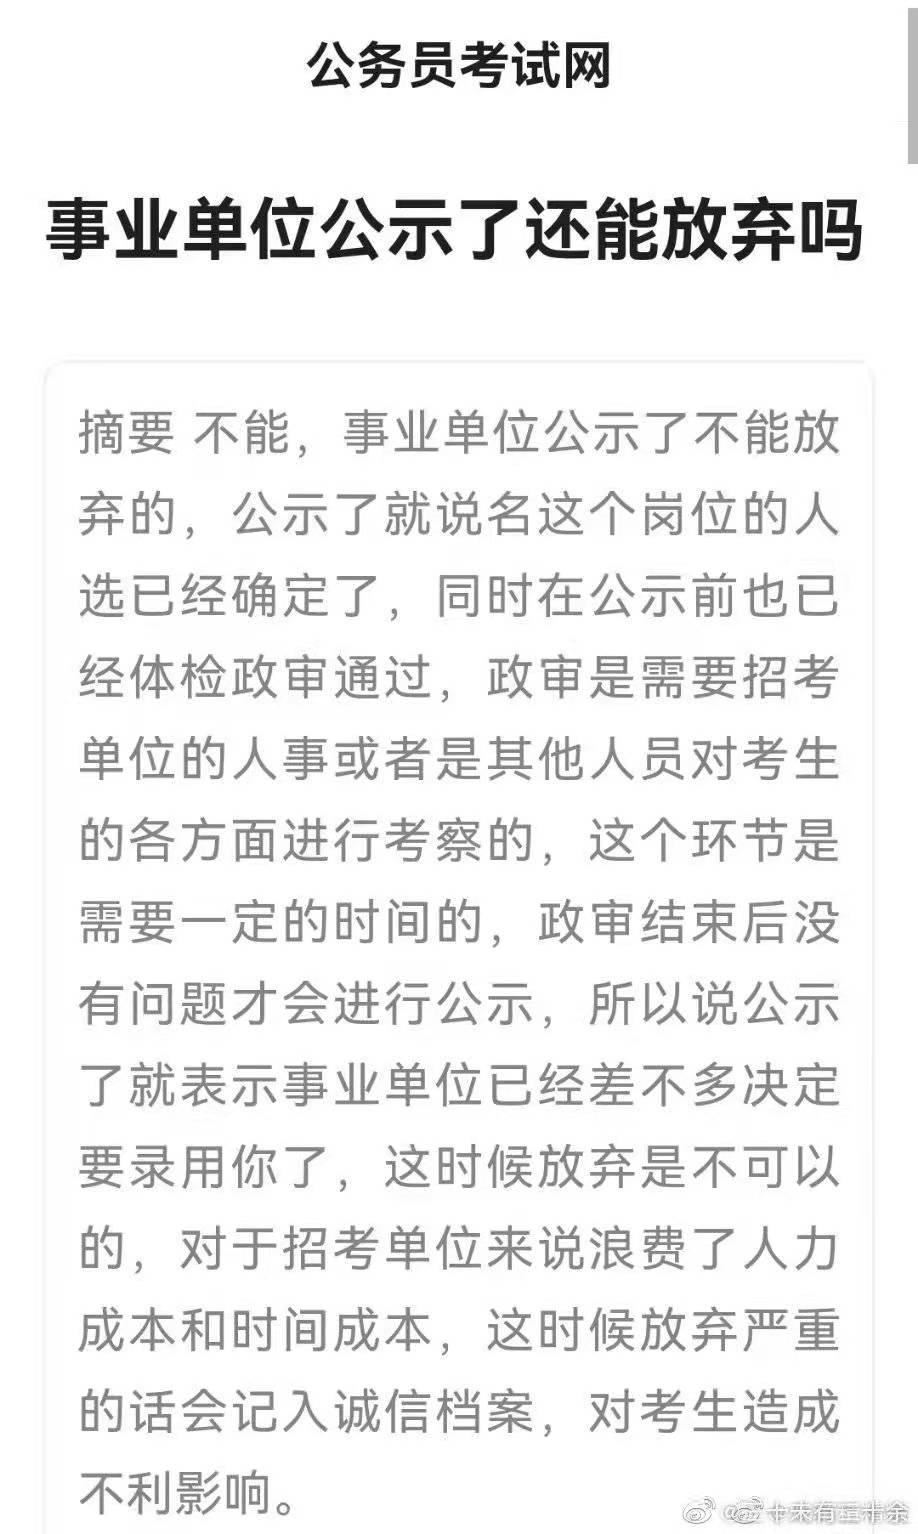 公务员考试网
事业单位公示了还能放弃吗
摘要 不能，事业单位公示了不能放
弃的，公示了就说名这个岗位的人
选已经确定了，同时在公示前也已
经体检政审通过，政审是需要招考
单位的人事或者是其他人员对考生
的各方面进行考察的，这个环节是
需要一定的时间的，政审结束后没
有问题才会进行公示，所以说公示
了就表示事业单位已经差不多决定
要录用你了，这时候放弃是不可以
的，对于招考单位来说浪费了人力
成本和时间成本，这时候放弃严重
的话会记入诚信档案，对考生造成
不利影响。